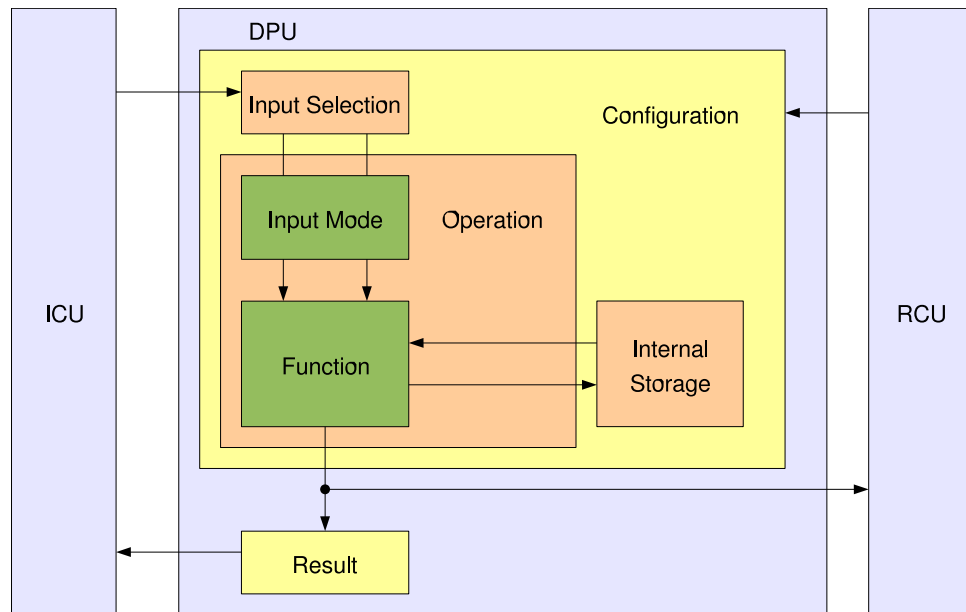 DPU
Input Selection
Configuration
Input Mode
Operation
ICU
RCU
Function
Internal
Storage
Result